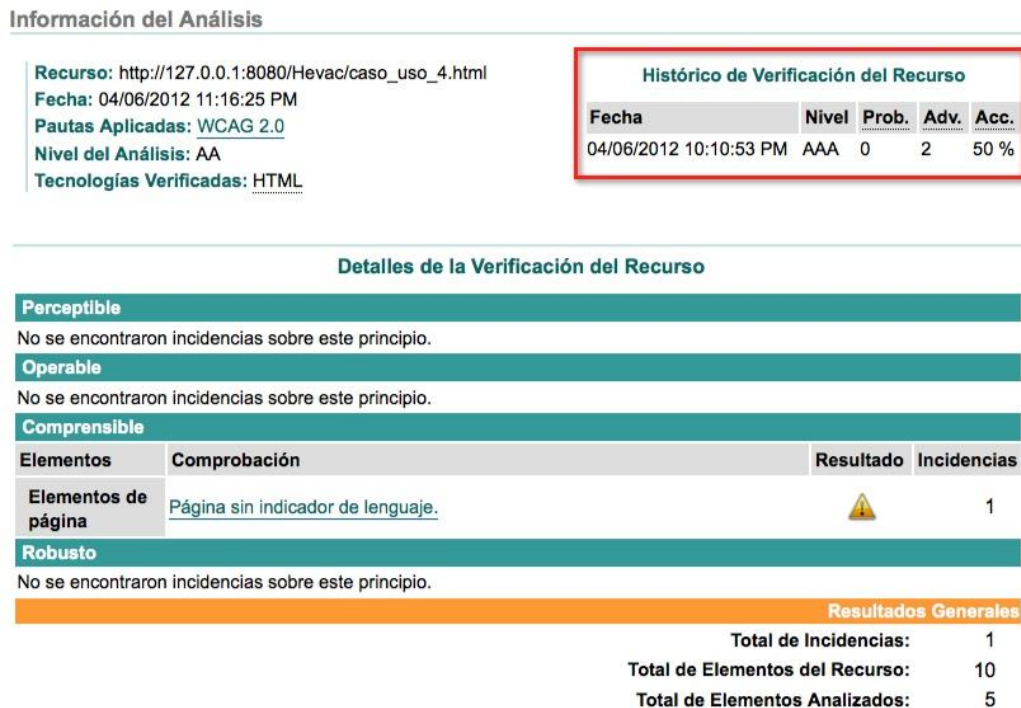 Información del Análisis
Recurso: http://127.0.0.1:8080/Hevac/caso_uso_4.html
Fecha: 04/06/2012 11:16:25 PM
Pautas Aplicadas: WCAG 2.0
Nivel del Análisis: AA
Tecnologías Verificadas: HTML
Histórico de Verificación del Recurso
Fecha Nivel Prob. Adv. Acc.
04/06/2012 10:10:53 PM AAA 0 2 50 %
Detalles de la Verificación del Recurso
Perceptible
No se encontraron incidencias sobre este principio.
Operable
No se encontraron incidencias sobre este principio.
Comprensible
Elementos Comprobación Resultado Incidencias
Elementos de página Página sin indicador de lenguaje. 1
Robusto
No se encontraron incidencias sobre este principio.
Resultados Generales
Total de Incidencias: 1
Total de Elementos del Recurso: 10
Total de Elementos Analizados: 5